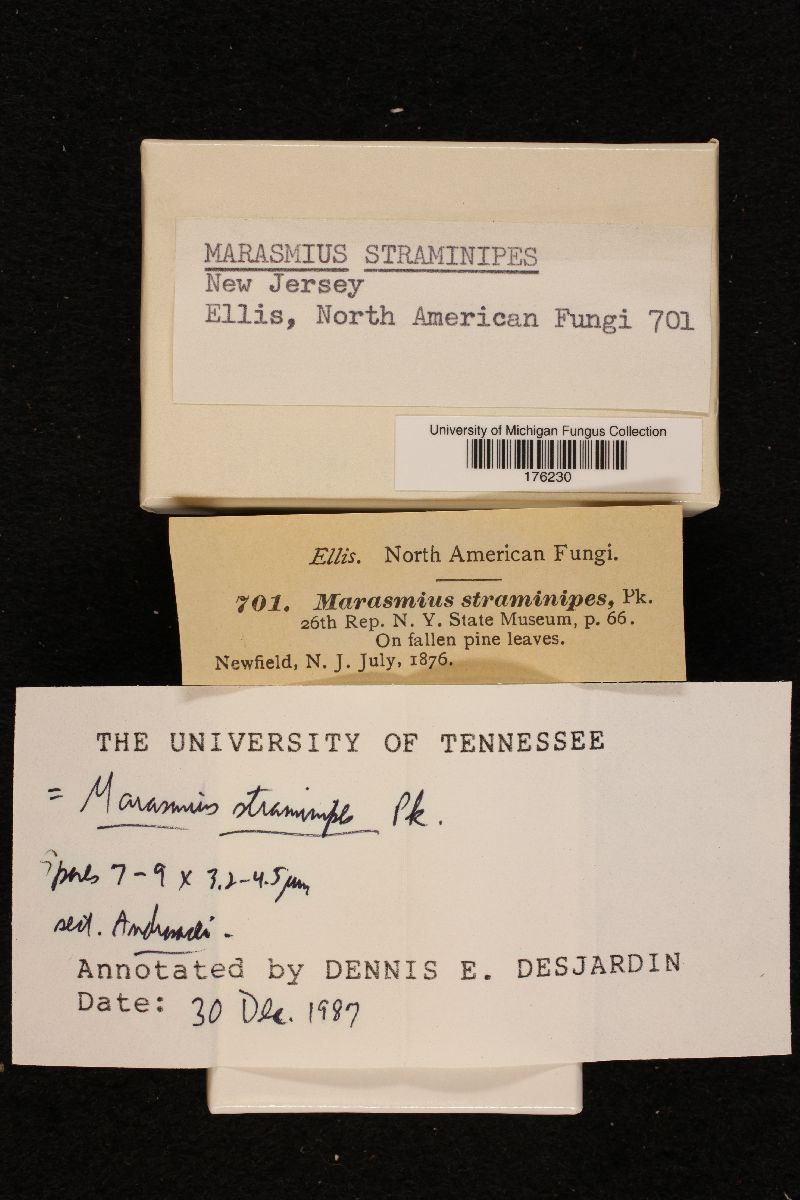 MARASMIUS STRAMINIPES
New Jersey
Ellis, North American Fungi 701
University of Michigan Fungus Collection
176230
Ellis. North American Fungi.
701. Marasmius straminipes, Pk.
26th Rep. N. Y. State Museum, p. 66.
On fallen pine leaves.
Newfield, N. J. July, 1876.
THE UNIVERSITY OF TENNESSEE
= Marasmius straminipes Pk.
Spores 7-9 x 3.2-4.5 µm
sect. Androsacei.
Annotated by DENNIS E. DESJARDIN
Date: 30 Dec. 1987